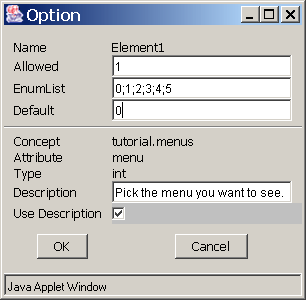 Option
Name Element1
Allowed 1
EnumList 0;1;2;3;4;5
Default 0
Concept tutorial.menus
Attribute menu
Type int
Description Pick the menu you want to see.
Use Description
OK Cancel
Java Applet Window